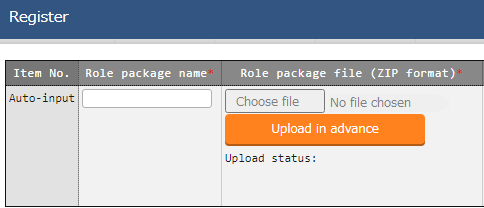 Register
Item No. Role package name* Role package file (ZIP format)*
Auto-input Choose file No file chosen
Upload in advance
Upload status: